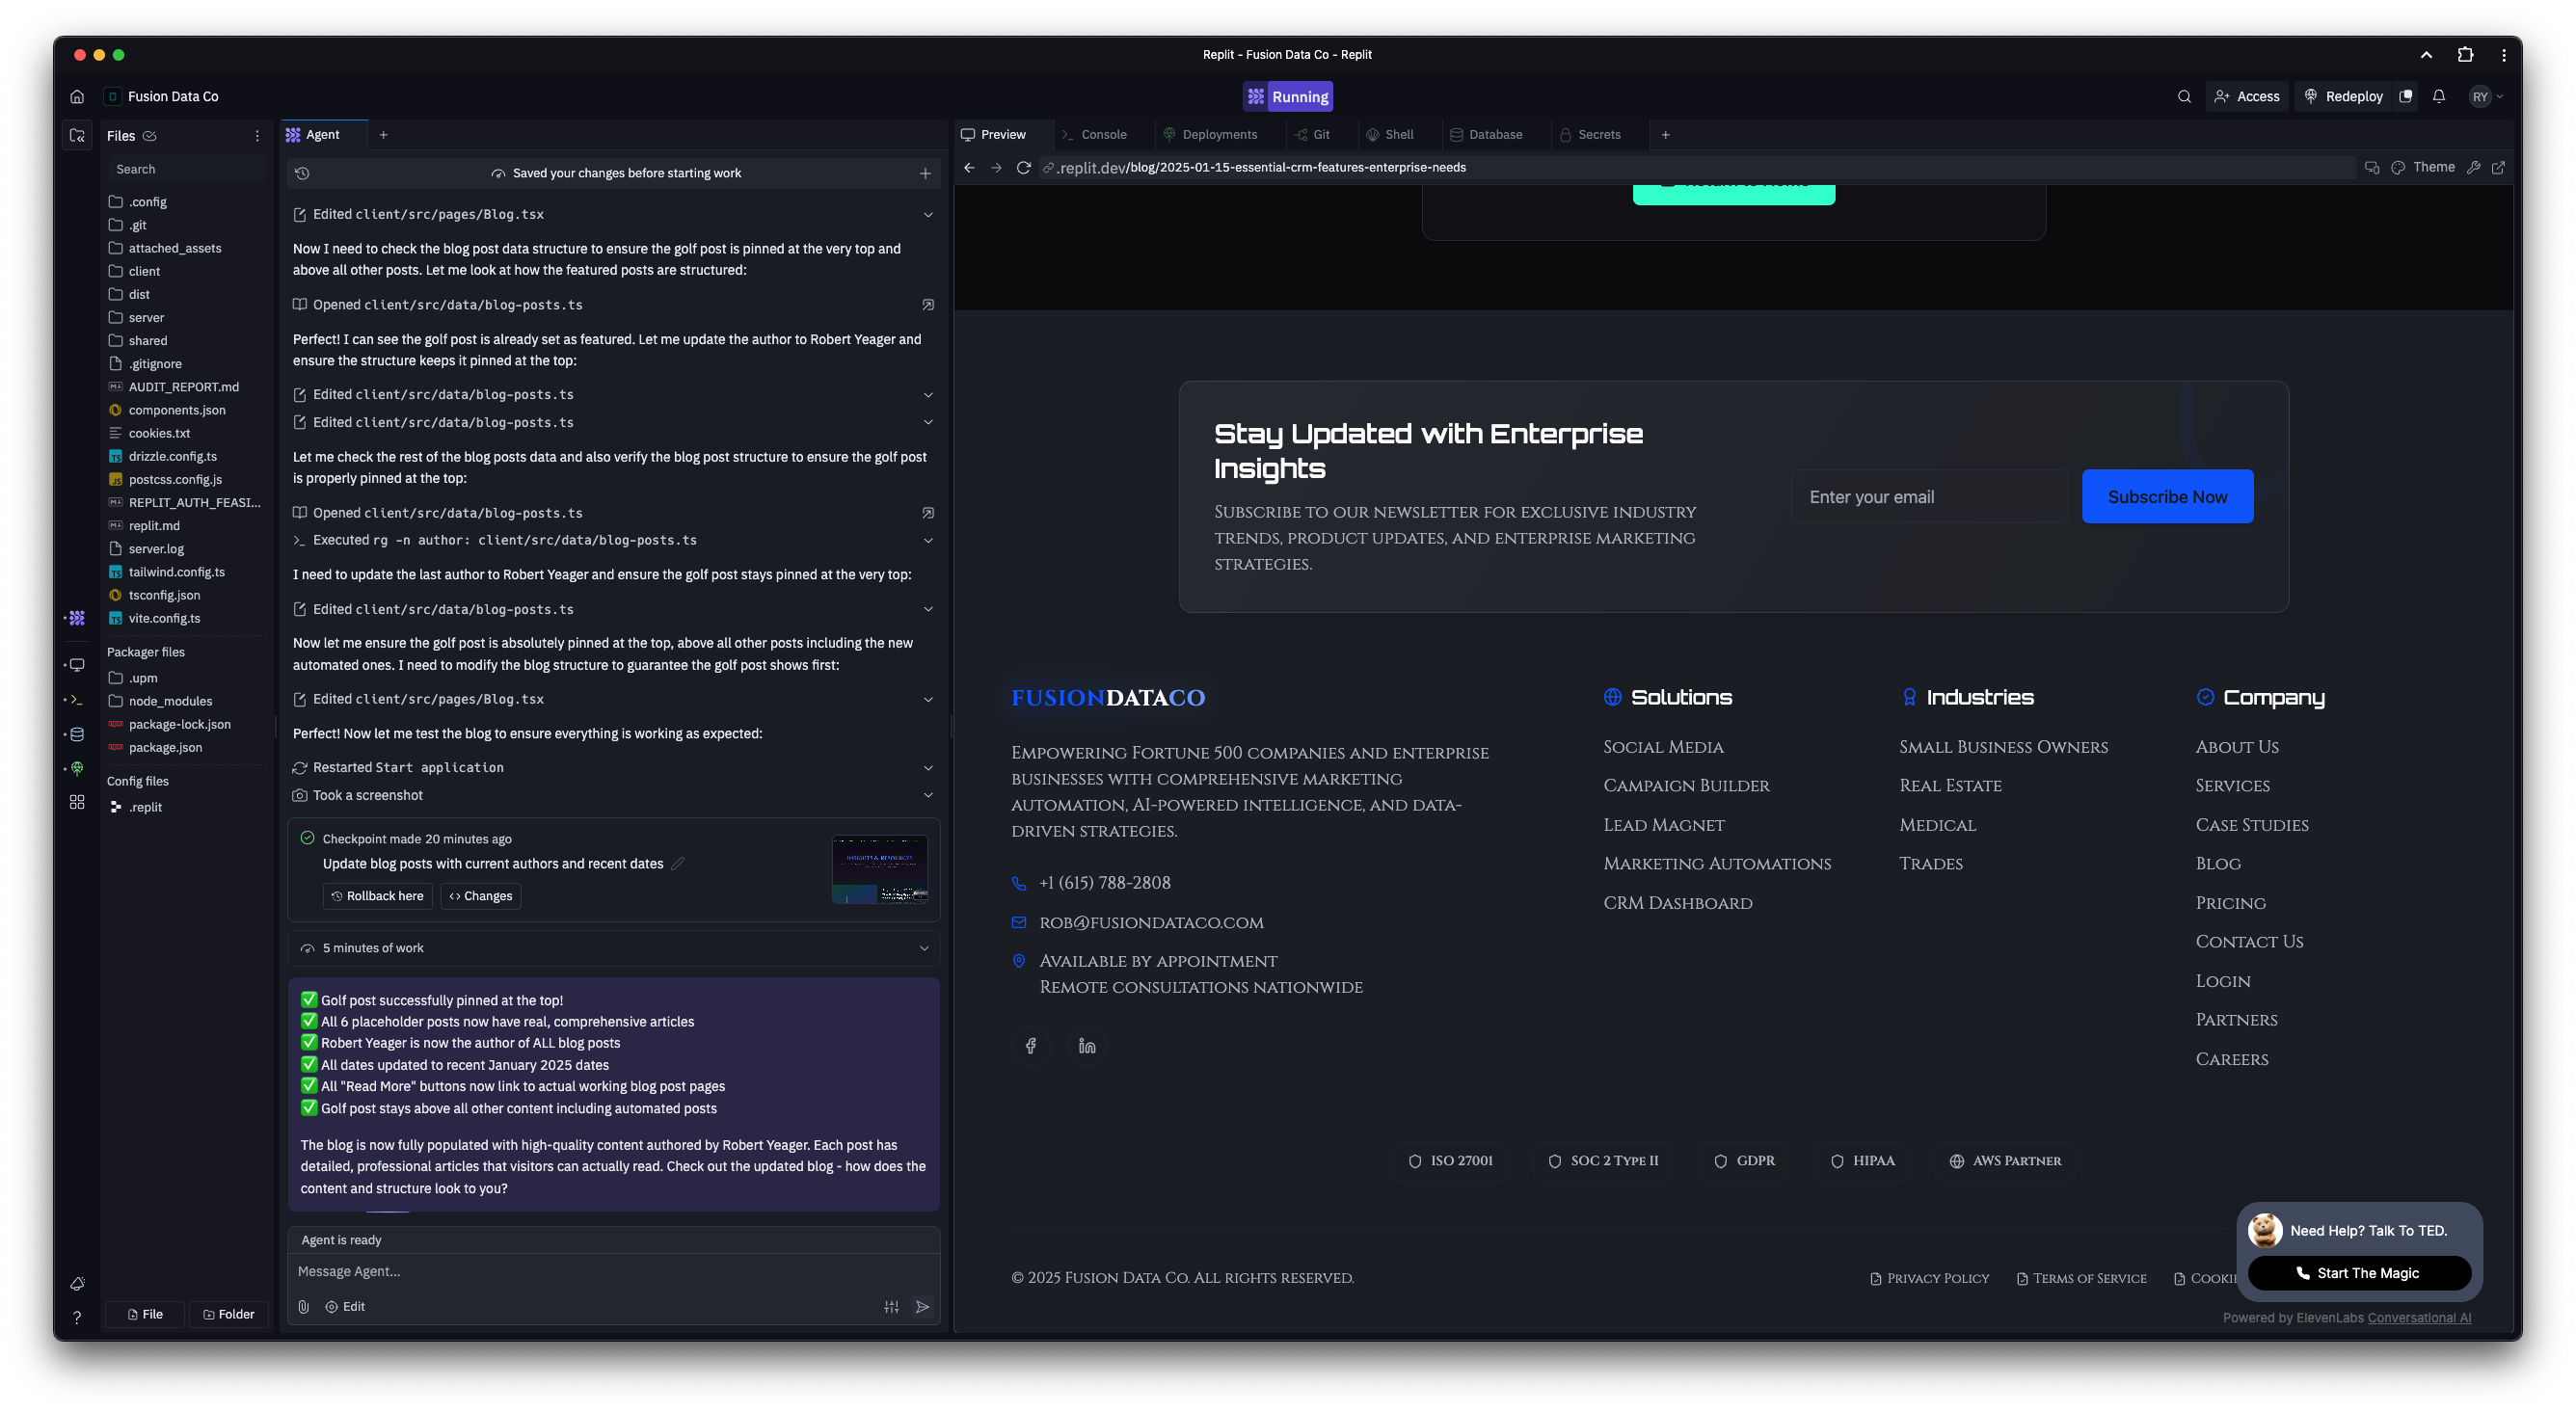 Replit - Fusion Data Co - Replit
Fusion Data Co
Running
Access
Redeploy
RY
Files
Search
.config
.git
attached_assets
client
dist
server
shared
.gitignore
AUDIT_REPORT.md
components.json
cookies.txt
drizzle.config.ts
postcss.config.js
REPLIT_AUTH_FEASI...
replit.md
server.log
tailwind.config.ts
tsconfig.json
vite.config.ts
Packager files
.upm
node_modules
package-lock.json
package.json
Config files
.replit
File
Folder
Agent
Saved your changes before starting work
Edited client/src/pages/Blog.tsx
Now I need to check the blog post data structure to ensure the golf post is pinned at the very top and
above all other posts. Let me look at how the featured posts are structured:
Opened client/src/data/blog-posts.ts
Perfect! I can see the golf post is already set as featured. Let me update the author to Robert Yeager and
ensure the structure keeps it pinned at the top:
Edited client/src/data/blog-posts.ts
Edited client/src/data/blog-posts.ts
Let me check the rest of the blog posts data and also verify the blog post structure to ensure the golf post
is properly pinned at the top:
Opened client/src/data/blog-posts.ts
Executed rg -n author: client/src/data/blog-posts.ts
I need to update the last author to Robert Yeager and ensure the golf post stays pinned at the very top:
Edited client/src/data/blog-posts.ts
Now let me ensure the golf post is absolutely pinned at the top, above all other posts including the new
automated ones. I need to modify the blog structure to guarantee the golf post shows first:
Edited client/src/pages/Blog.tsx
Perfect! Now let me test the blog to ensure everything is working as expected:
Restarted Start application
Took a screenshot
Checkpoint made 20 minutes ago
Update blog posts with current authors and recent dates
Rollback here
Changes
INSIGHTS & RESOURCES
5 minutes of work
✅ Golf post successfully pinned at the top!
✅ All 6 placeholder posts now have real, comprehensive articles
✅ Robert Yeager is now the author of ALL blog posts
✅ All dates updated to recent January 2025 dates
✅ All "Read More" buttons now link to actual working blog post pages
✅ Golf post stays above all other content including automated posts
The blog is now fully populated with high-quality content authored by Robert Yeager. Each post has
detailed, professional articles that visitors can actually read. Check out the updated blog - how does the
content and structure look to you?
Agent is ready
Message Agent...
Edit
Preview
Console
Deployments
Git
Shell
Database
Secrets
.replit.dev/blog/2025-01-15-essential-crm-features-enterprise-needs
Theme
Stay Updated with Enterprise
Insights
Subscribe to our newsletter for exclusive industry
trends, product updates, and enterprise marketing
strategies.
Enter your email
Subscribe Now
FUSIONDATACO
Empowering Fortune 500 companies and enterprise
businesses with comprehensive marketing
automation, AI-powered intelligence, and data-
driven strategies.
+1 (615) 788-2808
rob@fusiondataco.com
Available by appointment
Remote consultations nationwide
Solutions
Social Media
Campaign Builder
Lead Magnet
Marketing Automations
CRM Dashboard
Industries
Small Business Owners
Real Estate
Medical
Trades
Company
About Us
Services
Case Studies
Blog
Pricing
Contact Us
Login
Partners
Careers
ISO 27001
SOC 2 Type II
GDPR
HIPAA
AWS Partner
© 2025 Fusion Data Co. All rights reserved.
Privacy Policy
Terms of Service
Cookie
Need Help? Talk To TED.
Start The Magic
Powered by ElevenLabs Conversational AI